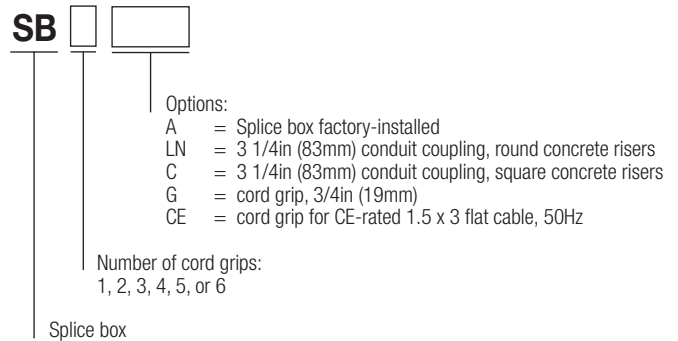 SB
Options:
A = Splice box factory-installed
LN = 3 1/4in (83mm) conduit coupling, round concrete risers
C = 3 1/4in (83mm) conduit coupling, square concrete risers
G = cord grip, 3/4in (19mm)
CE = cord grip for CE-rated 1.5 x 3 flat cable, 50Hz
Number of cord grips:
1, 2, 3, 4, 5, or 6
Splice box